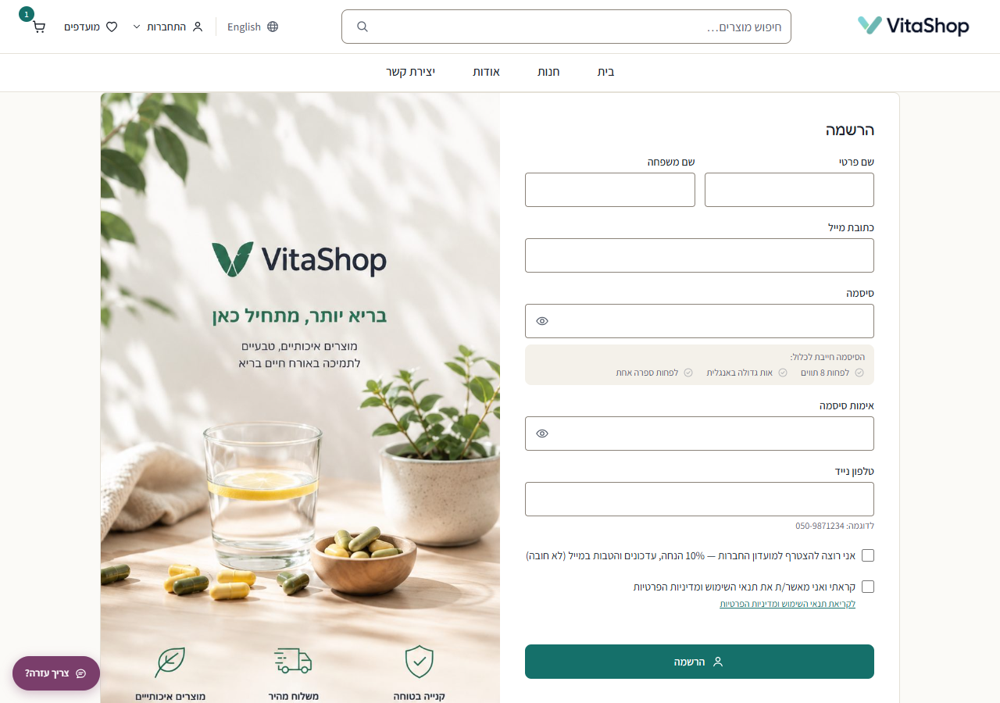 VitaShop
חיפוש מוצרים...
English
התחברות
מועדפים
1
בית
חנות
אודות
יצירת קשר
הרשמה
שם פרטי
שם משפחה
כתובת מייל
סיסמה
הסיסמה חייבת לכלול:
לפחות 8 תווים
אות גדולה באנגלית
לפחות ספרה אחת
אימות סיסמה
טלפון נייד
לדוגמה: 050-9871234
אני רוצה להצטרף למועדון החברות — 10% הנחה, עדכונים והטבות במייל (לא חובה)
קראתי ואני מאשר/ת את תנאי השימוש ומדיניות הפרטיות
לקריאת תנאי השימוש ומדיניות הפרטיות
הרשמה
VitaShop
בריא יותר, מתחיל כאן
מוצרים איכותיים, טבעיים
לתמיכה באורח חיים בריא
קנייה בטוחה
משלוח מהיר
מוצרים איכותיים
צריך עזרה?